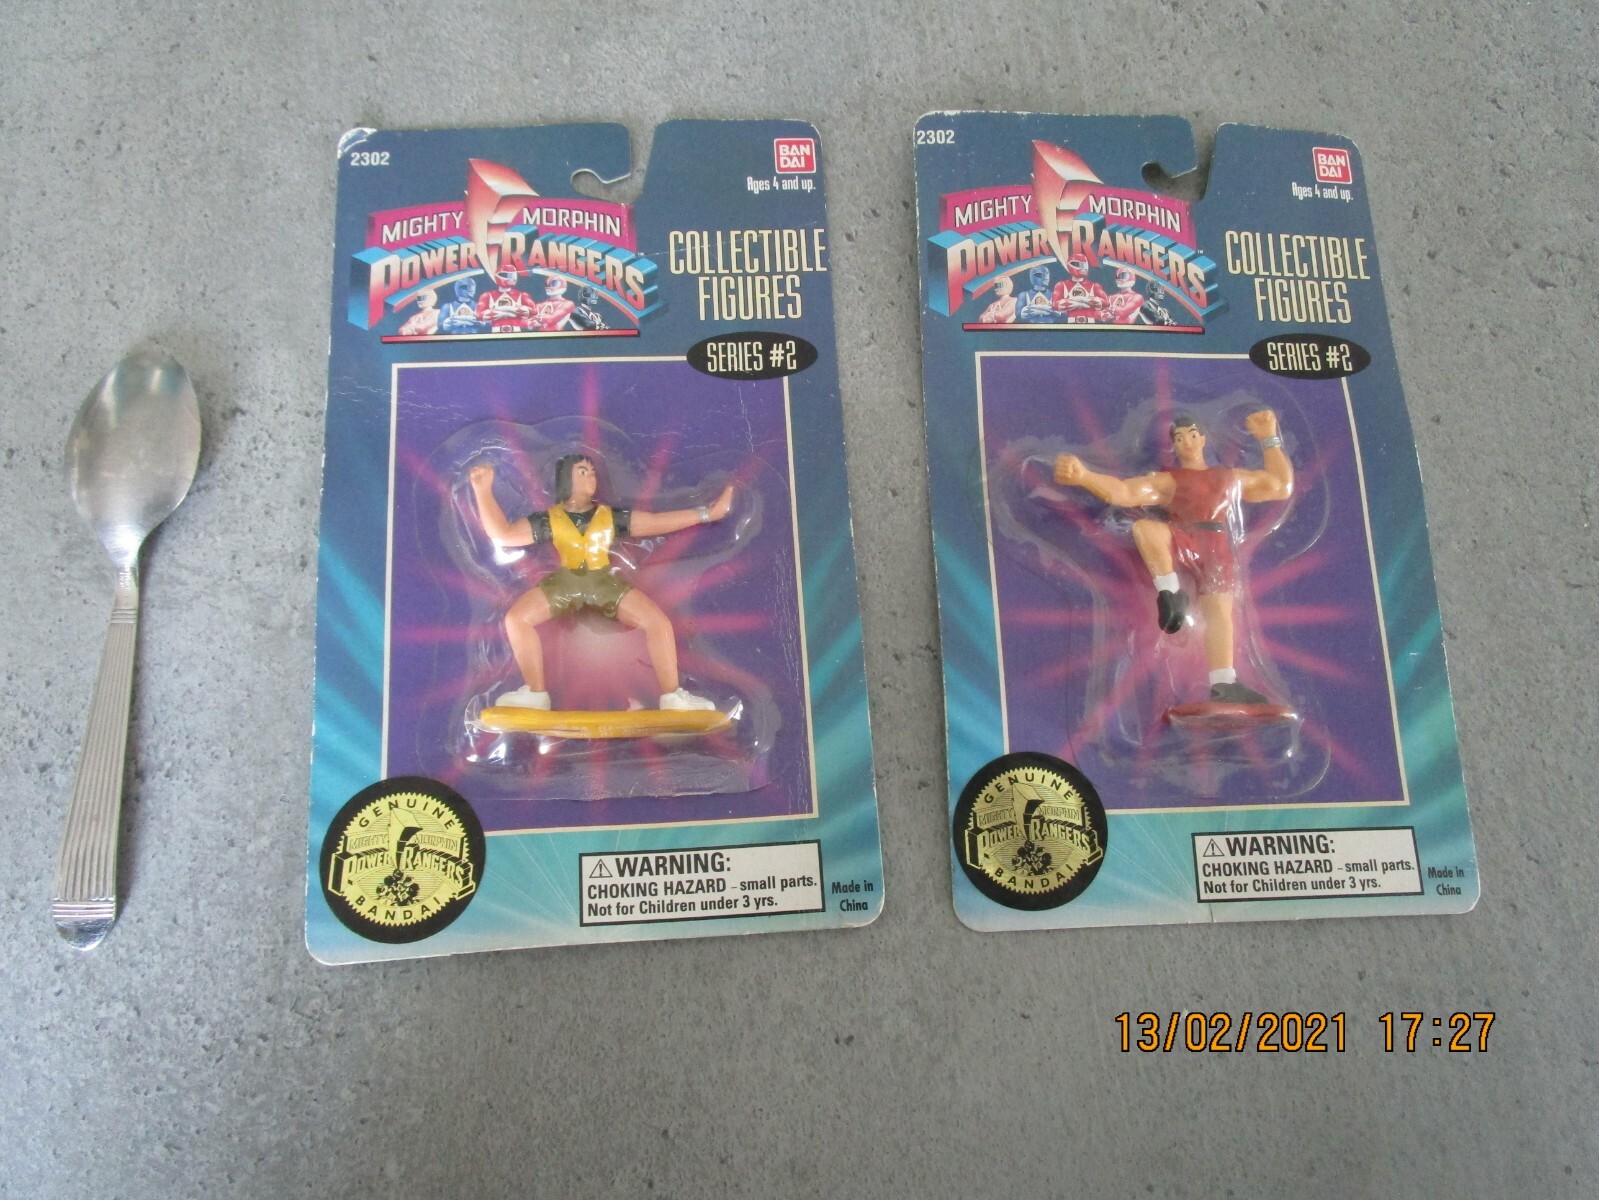 2302
BAN
DAI
Ages 4 and up.
MIGHTY MORPHIN
POWER RANGERS
COLLECTIBLE
FIGURES
SERIES #2
GENUINE
MIGHTY MORPHIN
POWER RANGERS
BANDAI
WARNING:
CHOKING HAZARD - small parts.
Not for Children under 3 yrs.
Made in
China
2302
BAN
DAI
Ages 4 and up.
MIGHTY MORPHIN
POWER RANGERS
COLLECTIBLE
FIGURES
SERIES #2
GENUINE
MIGHTY MORPHIN
POWER RANGERS
BANDAI
WARNING:
CHOKING HAZARD - small parts.
Not for Children under 3 yrs.
Made in
China
13/02/2021 17:27